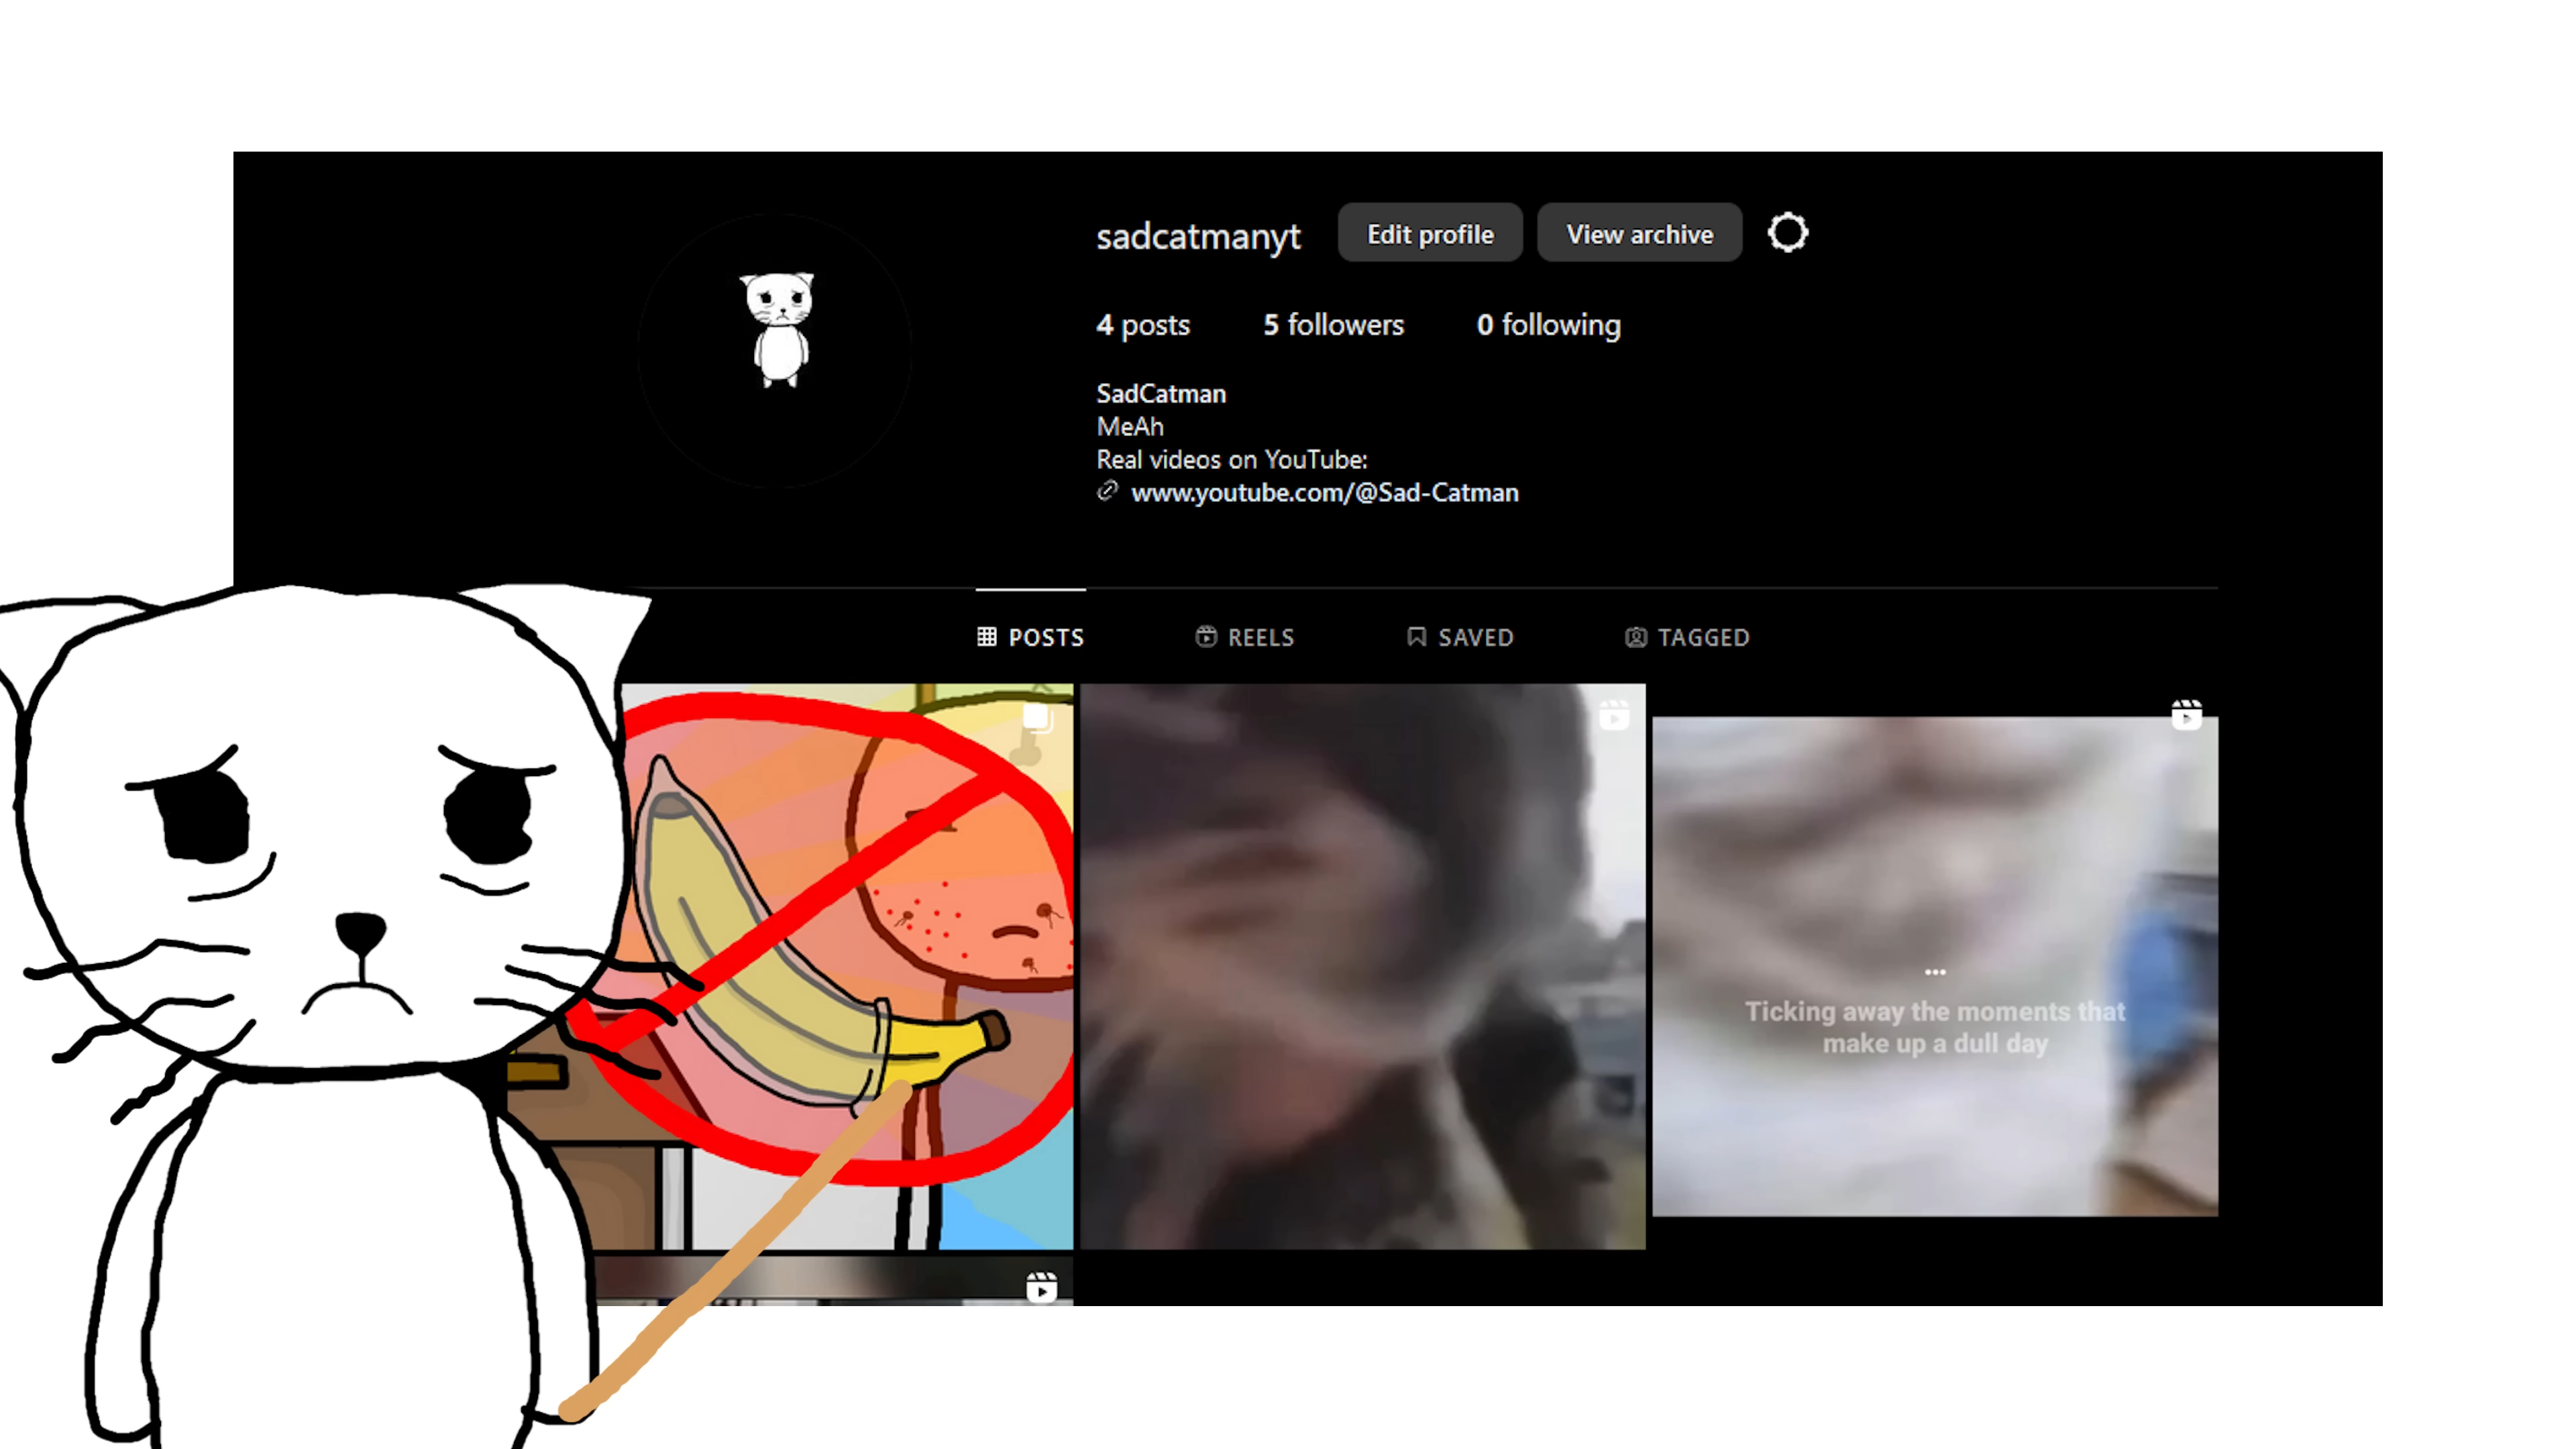 sadcatmanyt Edit profile View archive
4 posts 5 followers 0 following
SadCatman
MeAh
Real videos on YouTube:
www.youtube.com/@Sad-Catman
POSTS REELS SAVED TAGGED
...
Ticking away the moments that
make up a dull day